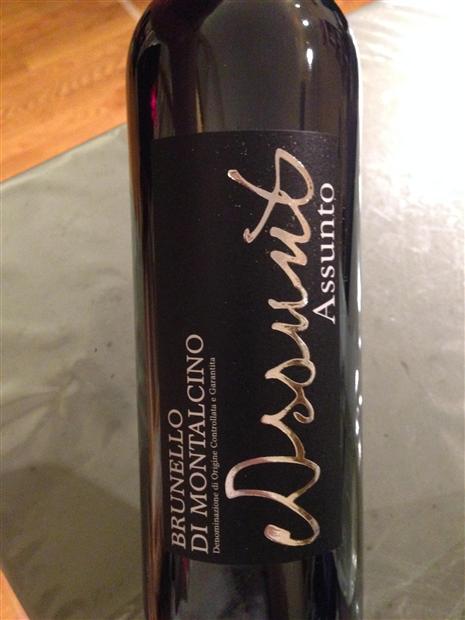 BRUNELLO
DI MONTALCINO
Denominazione di Origine Controllata e Garantita
Assunto
Assunto